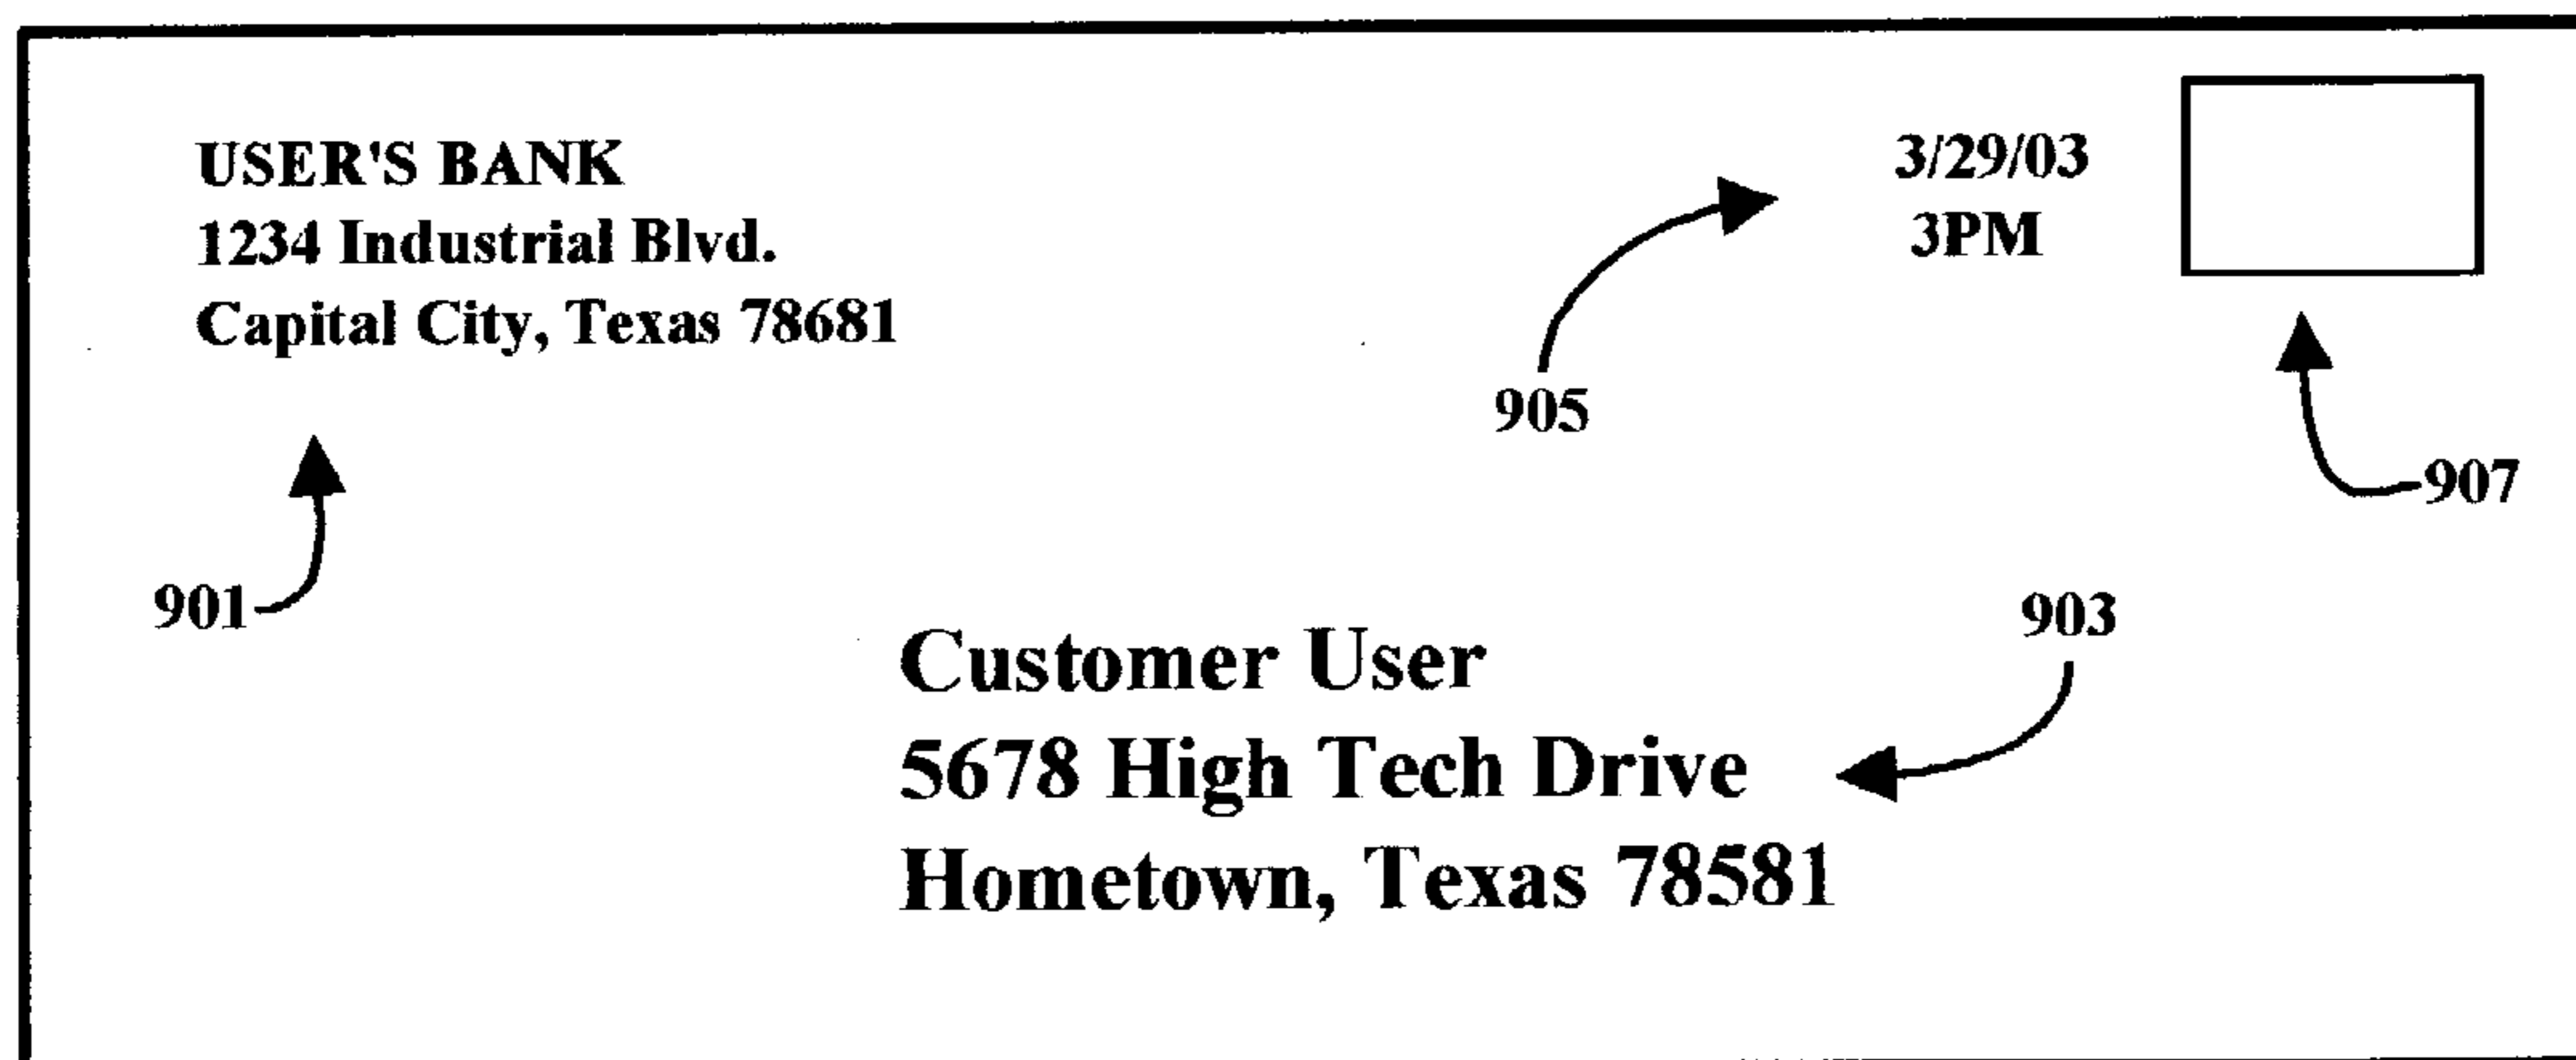 USER'S BANK
1234 Industrial Blvd.
Capital City, Texas 78681
3/29/03
3PM
905
907
901
903
Customer User
5678 High Tech Drive
Hometown, Texas 78581